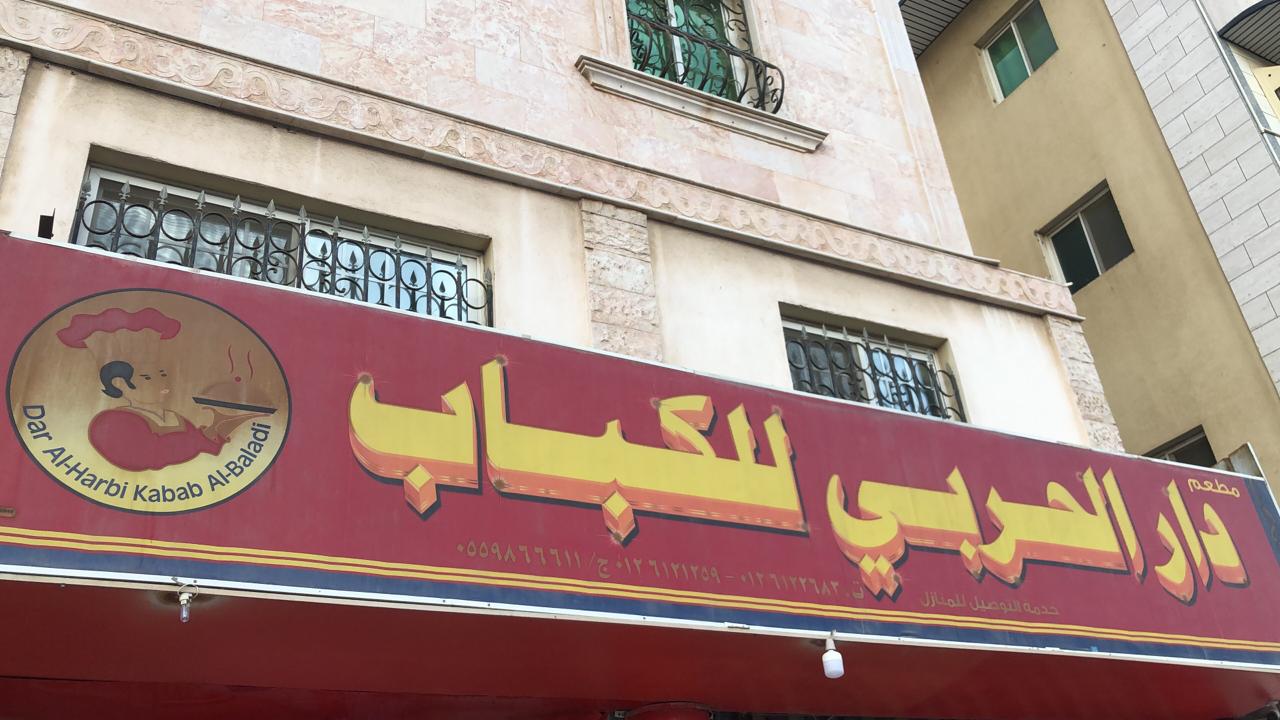 مطعم
دار الحربي للكباب
ت. ٠١٢٦١٢٢٦٨٣ - ٠١٢٦١٢١٢٥٩ ج/ ٠٥٥٩٨٦٦٦١١
خدمة التوصيل للمنازل
Dar Al-Harbi Kabab Al-Baladi